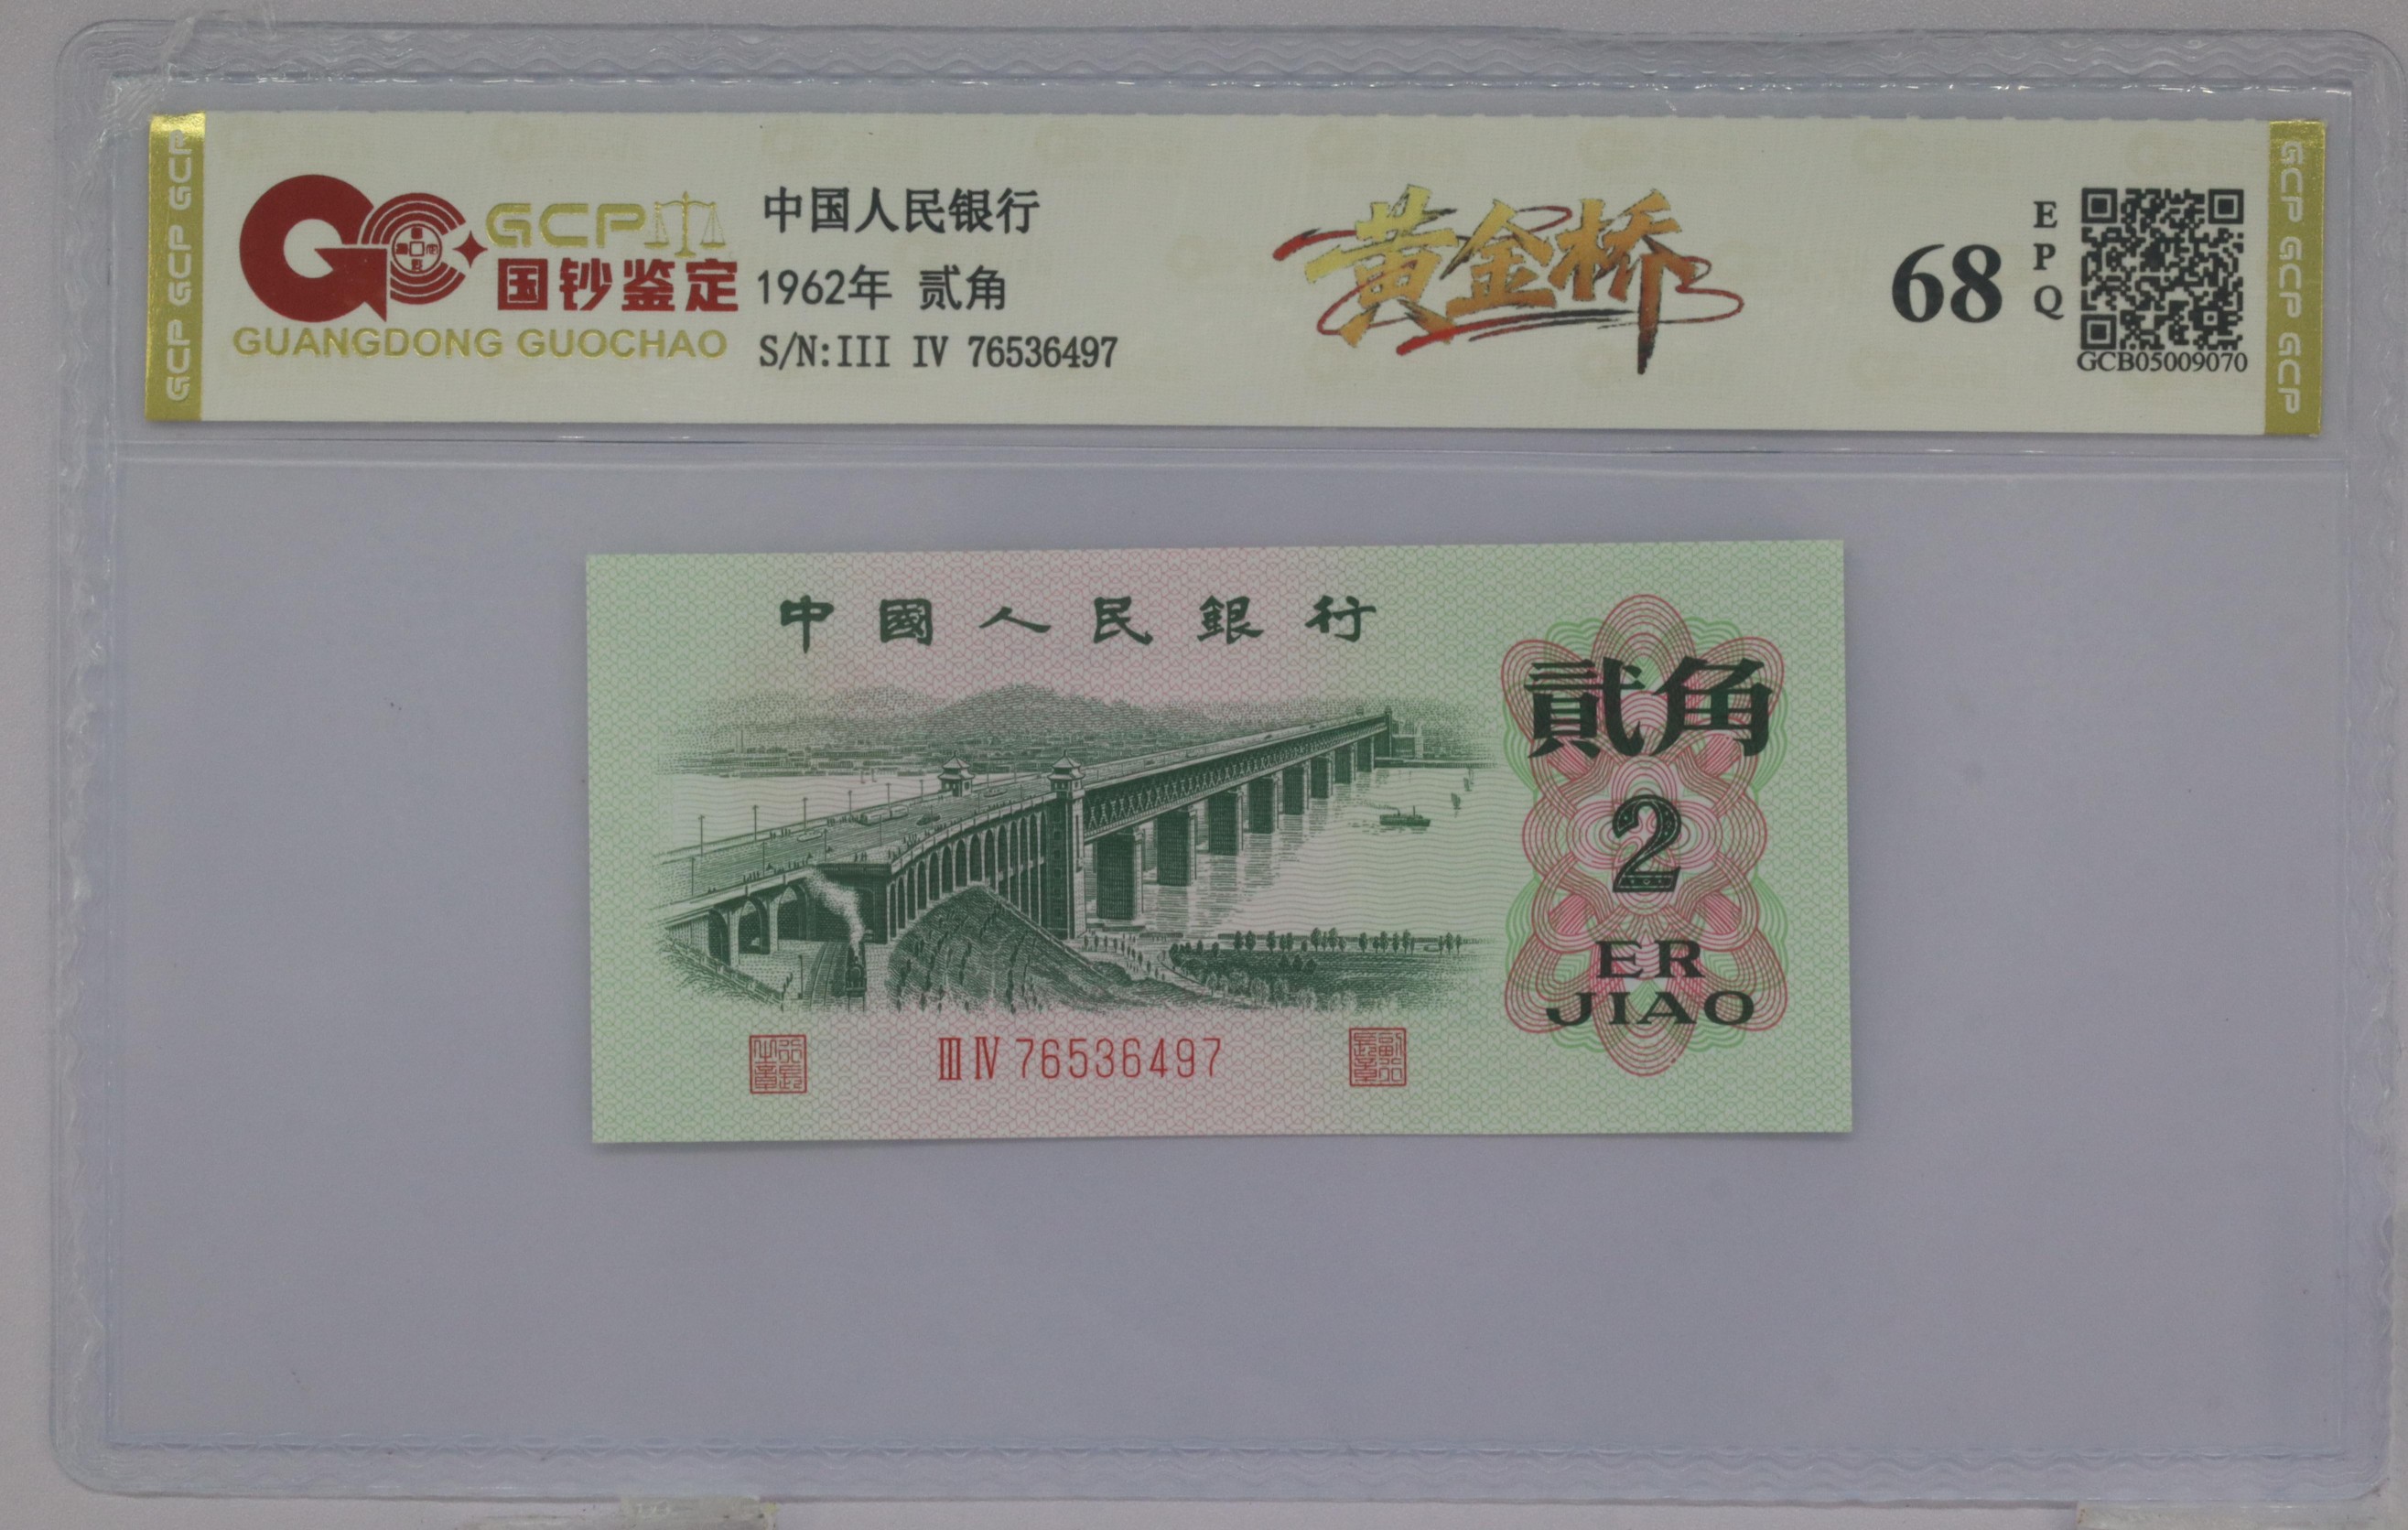 GCP GCP GCP
GCP
国钞鉴定
GUANGDONG GUOCHAO
中国人民银行
1962年 贰角
S/N:III IV 76536497
黄金桥
68
EPQ
GCB05009070
GCP GCP GCP
中國人民銀行
貳角
2
ER
JIAO
III IV 76536497